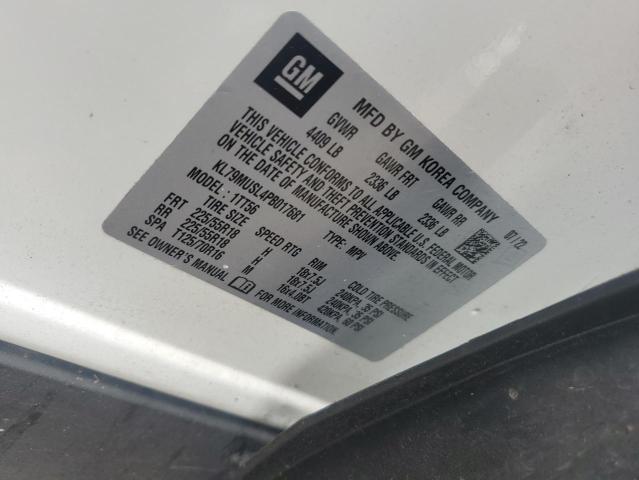 GM
MFD BY GM KOREA COMPANY 07/22
GVWR GAWR FRT GAWR RR
4409 LB 2336 LB 2336 LB
THIS VEHICLE CONFORMS TO ALL APPLICABLE U.S. FEDERAL MOTOR
VEHICLE SAFETY AND THEFT PREVENTION STANDARDS IN EFFECT
ON THE DATE OF MANUFACTURE SHOWN ABOVE.
KL79MUSL4PB017681 TYPE: MPV
MODEL: 1TT56
TIRE SIZE SPEED RTG RIM COLD TIRE PRESSURE
FRT 225/55R18 H 18x7.5J 240KPA, 35 PSI
RR 225/55R18 H 18x7.5J 240KPA, 35 PSI
SPA T125/70R16 16x4.0BT 420KPA, 60 PSI
SEE OWNER'S MANUAL FOR MORE INFORMATION.